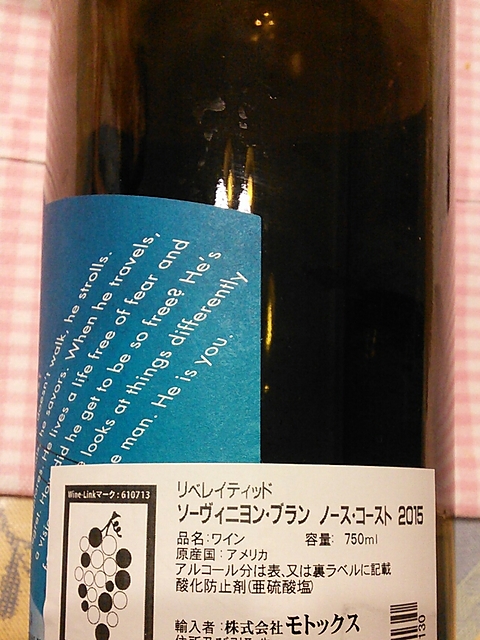 doesn't walk, he strolls.
he savors. When he travels,
He lives a life free of fear and
did he get to be so free? He's
looks at things differently
man. He is you.
Wine-Linkマーク：610713
リベレイティッド
ソーヴィニヨン・ブラン ノース・コースト 2015
品名：ワイン 容量: 750ml
原産国：アメリカ
アルコール分は表、又は裏ラベルに記載
酸化防止剤(亜硫酸塩)
輸入者：株式会社モトックス